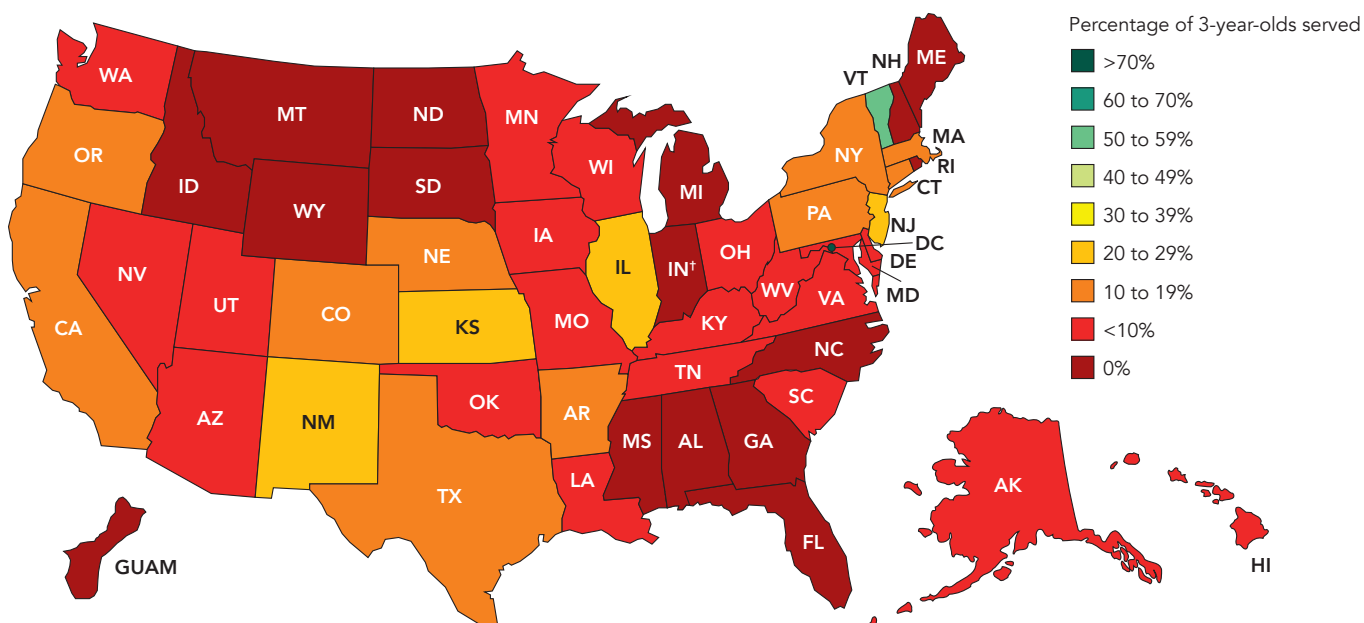 Percentage of 3-year-olds served
>70%
60 to 70%
50 to 59%
40 to 49%
30 to 39%
20 to 29%
10 to 19%
<10%
0%
WA
OR
CA
NV
ID
MT
WY
UT
AZ
CO
NM
ND
SD
NE
KS
OK
TX
MN
IA
MO
AR
LA
WI
IL
MI
IN†
OH
KY
TN
MS
AL
GA
FL
SC
NC
VA
WV
PA
NY
VT
NH
ME
MA
RI
CT
NJ
DC
DE
MD
AK
HI
GUAM